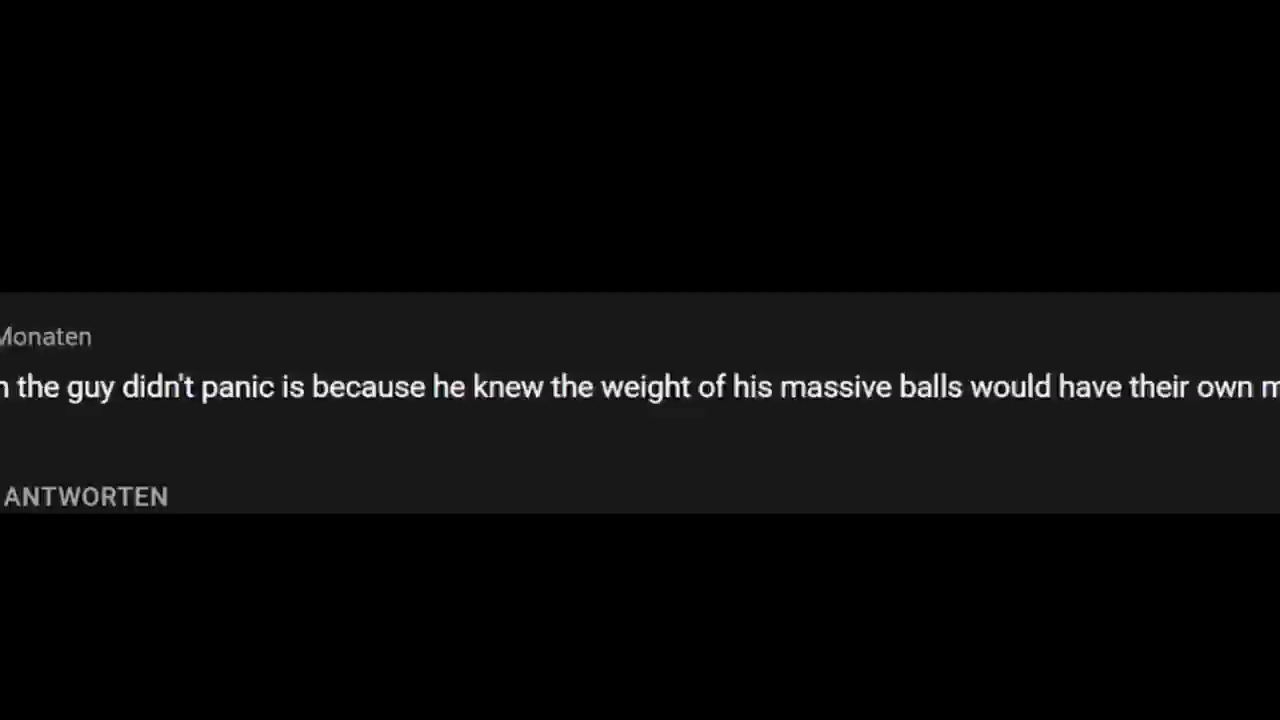 Monaten
the guy didn't panic is because he knew the weight of his massive balls would have their own
ANTWORTEN